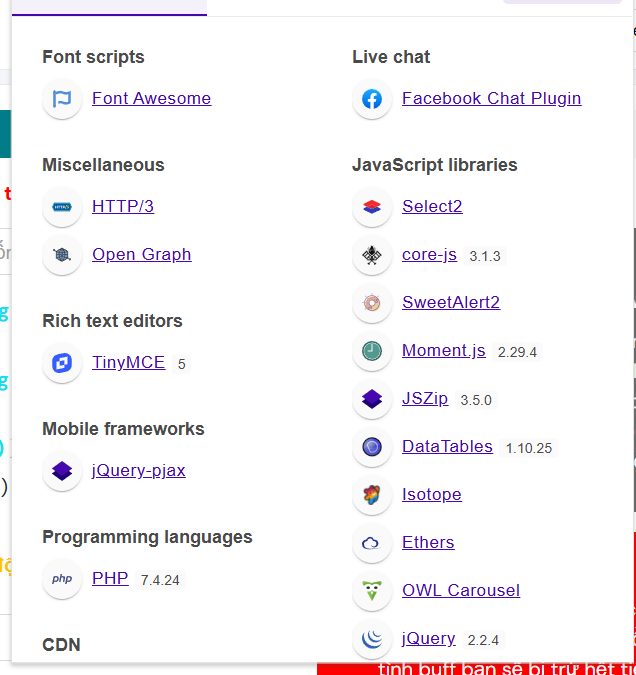 Font scripts
Font Awesome
Miscellaneous
HTTP/3
Open Graph
Rich text editors
TinyMCE 5
Mobile frameworks
jQuery-pjax
Programming languages
PHP 7.4.24
CDN
Live chat
Facebook Chat Plugin
JavaScript libraries
Select2
core-js 3.1.3
SweetAlert2
Moment.js 2.29.4
JSZip 3.5.0
DataTables 1.10.25
Isotope
Ethers
OWL Carousel
jQuery 2.2.4
tình buff bạn sẽ bị trừ hết